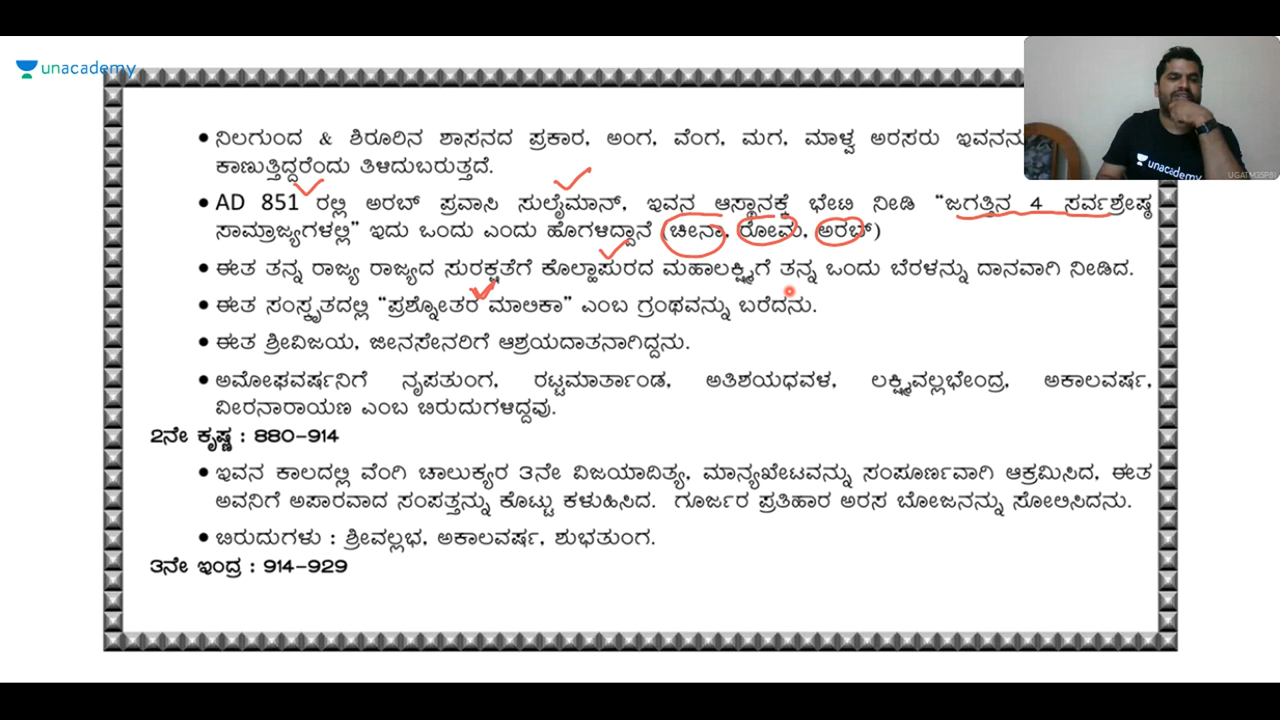 unacademy
• ನಿಲಗುಂದ & ಶಿರೂರಿನ ಶಾಸನದ ಪ್ರಕಾರ, ಅಂಗ, ವೆಂಗ, ಮಗ, ಮಾಳ್ವ ಅರಸರು ಇವನನು
ಕಾಣುತ್ತಿದ್ದರೆಂದು ತಿಳಿದುಬರುತ್ತದೆ.
• AD 851 ರಲ್ಲಿ ಅರಬ್ ಪ್ರವಾಸಿ ಸುಲೈಮಾನ್, ಇವನ ಆಸ್ಥಾನಕ್ಕೆ ಭೇಟಿ ನೀಡಿ “ಜಗತ್ತಿನ 4 ಸರ್ವಶ್ರೇಷ್ಠ
ಸಾಮ್ರಾಜ್ಯಗಳಲ್ಲಿ” ಇದು ಒಂದು ಎಂದು ಹೊಗಳಿದ್ದಾನೆ (ಚೀನಾ, ರೋಮ, ಅರಬ್)
• ಈತ ತನ್ನ ರಾಜ್ಯ ರಾಜ್ಯದ ಸುರಕ್ಷತೆಗೆ ಕೊಲ್ಹಾಪುರದ ಮಹಾಲಕ್ಷ್ಮಿಗೆ ತನ್ನ ಒಂದು ಬೆರಳನ್ನು ದಾನವಾಗಿ ನೀಡಿದ.
• ಈತ ಸಂಸ್ಕೃತದಲ್ಲಿ “ಪ್ರಶ್ನೋತರ ಮಾಲಿಕಾ” ಎಂಬ ಗ್ರಂಥವನ್ನು ಬರೆದನು.
• ಈತ ಶ್ರೀವಿಜಯ, ಜೀನಸೇನರಿಗೆ ಆಶ್ರಯದಾತನಾಗಿದ್ದನು.
• ಅಮೋಘವರ್ಷನಿಗೆ ನೃಪತುಂಗ, ರಟ್ಟಮಾರ್ತಾಂಡ, ಅತಿಶಯಧವಳ, ಲಕ್ಷ್ಮಿವಲ್ಲಭೇಂದ್ರ, ಅಕಾಲವರ್ಷ,
ವೀರನಾರಾಯಣ ಎಂಬ ಬಿರುದುಗಳಿದ್ದವು.
2ನೇ ಕೃಷ್ಣ : 880-914
• ಇವನ ಕಾಲದಲ್ಲಿ ವೆಂಗಿ ಚಾಲುಕ್ಯರ 3ನೇ ವಿಜಯಾದಿತ್ಯ, ಮಾನ್ಯಖೇಟವನ್ನು ಸಂಪೂರ್ಣವಾಗಿ ಆಕ್ರಮಿಸಿದ, ಈತ
ಅವನಿಗೆ ಅಪಾರವಾದ ಸಂಪತ್ತನ್ನು ಕೊಟ್ಟು ಕಳುಹಿಸಿದ. ಗೂರ್ಜರ ಪ್ರತಿಹಾರ ಅರಸ ಬೋಜನನ್ನು ಸೋಲಿಸಿದನು.
• ಬಿರುದುಗಳು : ಶ್ರೀವಲ್ಲಭ, ಅಕಾಲವರ್ಷ, ಶುಭತುಂಗ.
3ನೇ ಇಂದ್ರ : 914-929
unacademy
UGATM35P81